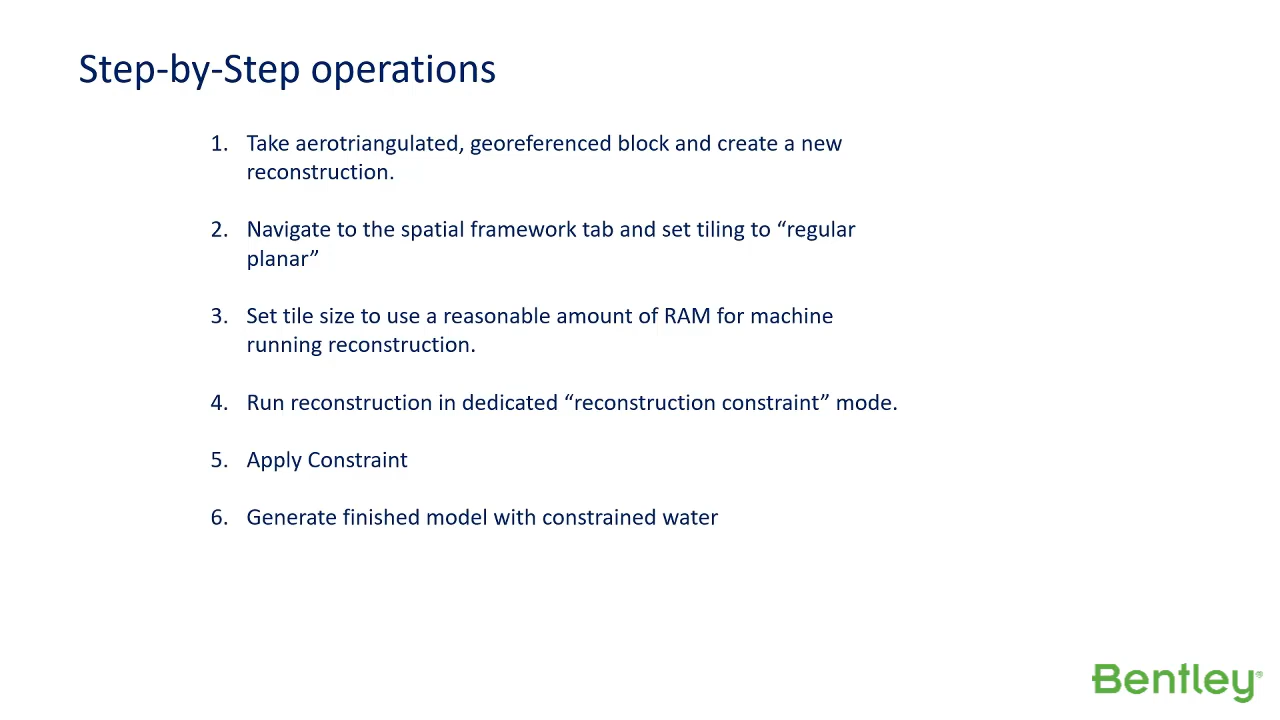 Step-by-Step operations
1. Take aerotriangulated, georeferenced block and create a new
reconstruction.
2. Navigate to the spatial framework tab and set tiling to “regular
planar”
3. Set tile size to use a reasonable amount of RAM for machine
running reconstruction.
4. Run reconstruction in dedicated “reconstruction constraint” mode.
5. Apply Constraint
6. Generate finished model with constrained water
Bentley®